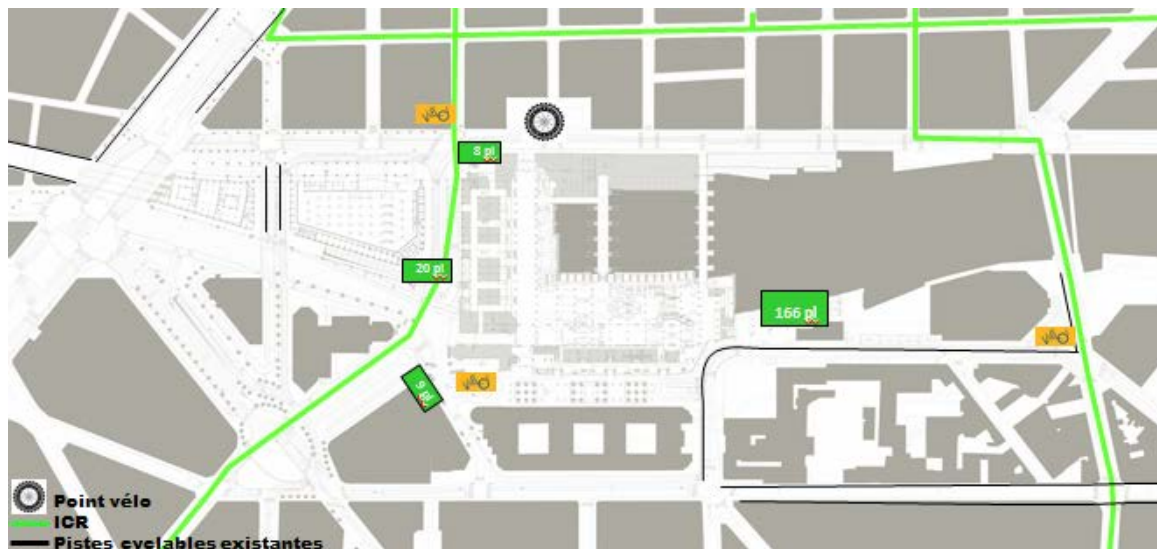 8 pl
20 pl
166 pl
9 pl
Point vélo
ICR
Pistes cyclables existantes